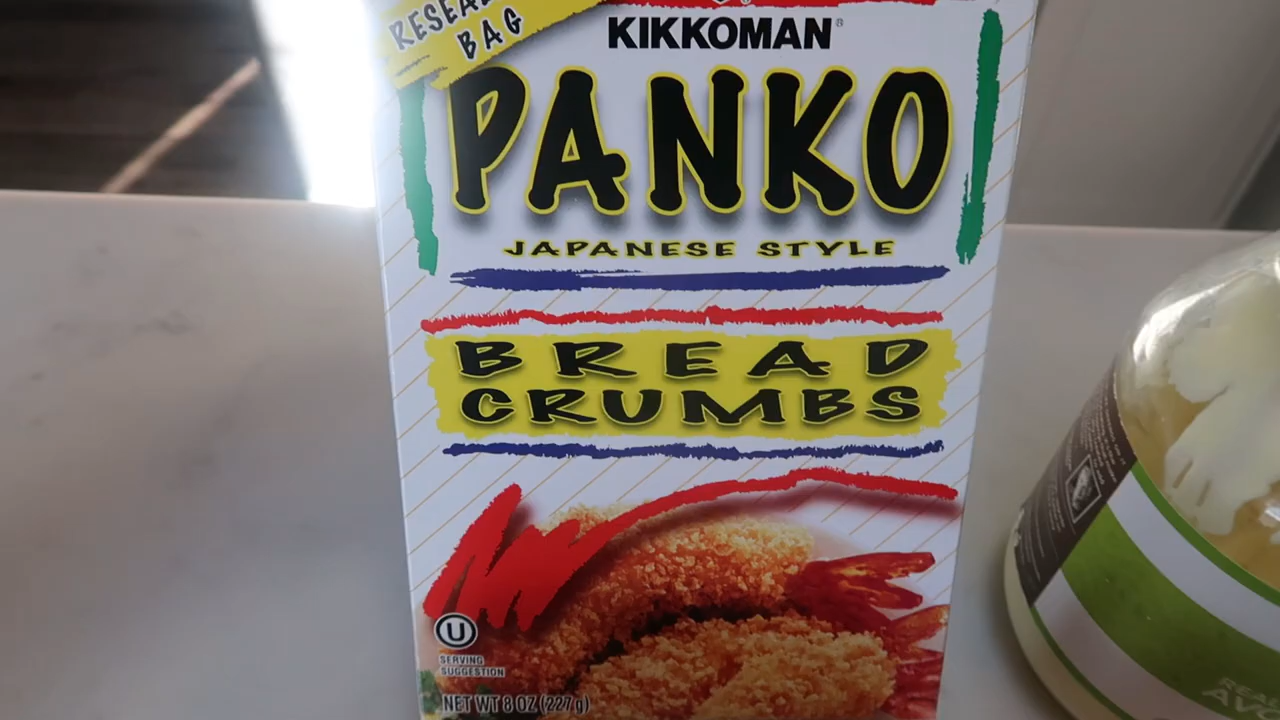 BAG
KIKKOMAN®
PANKO
JAPANESE STYLE
BREAD
CRUMBS
U
SERVING
SUGGESTION
NET WT 8 OZ (227g)